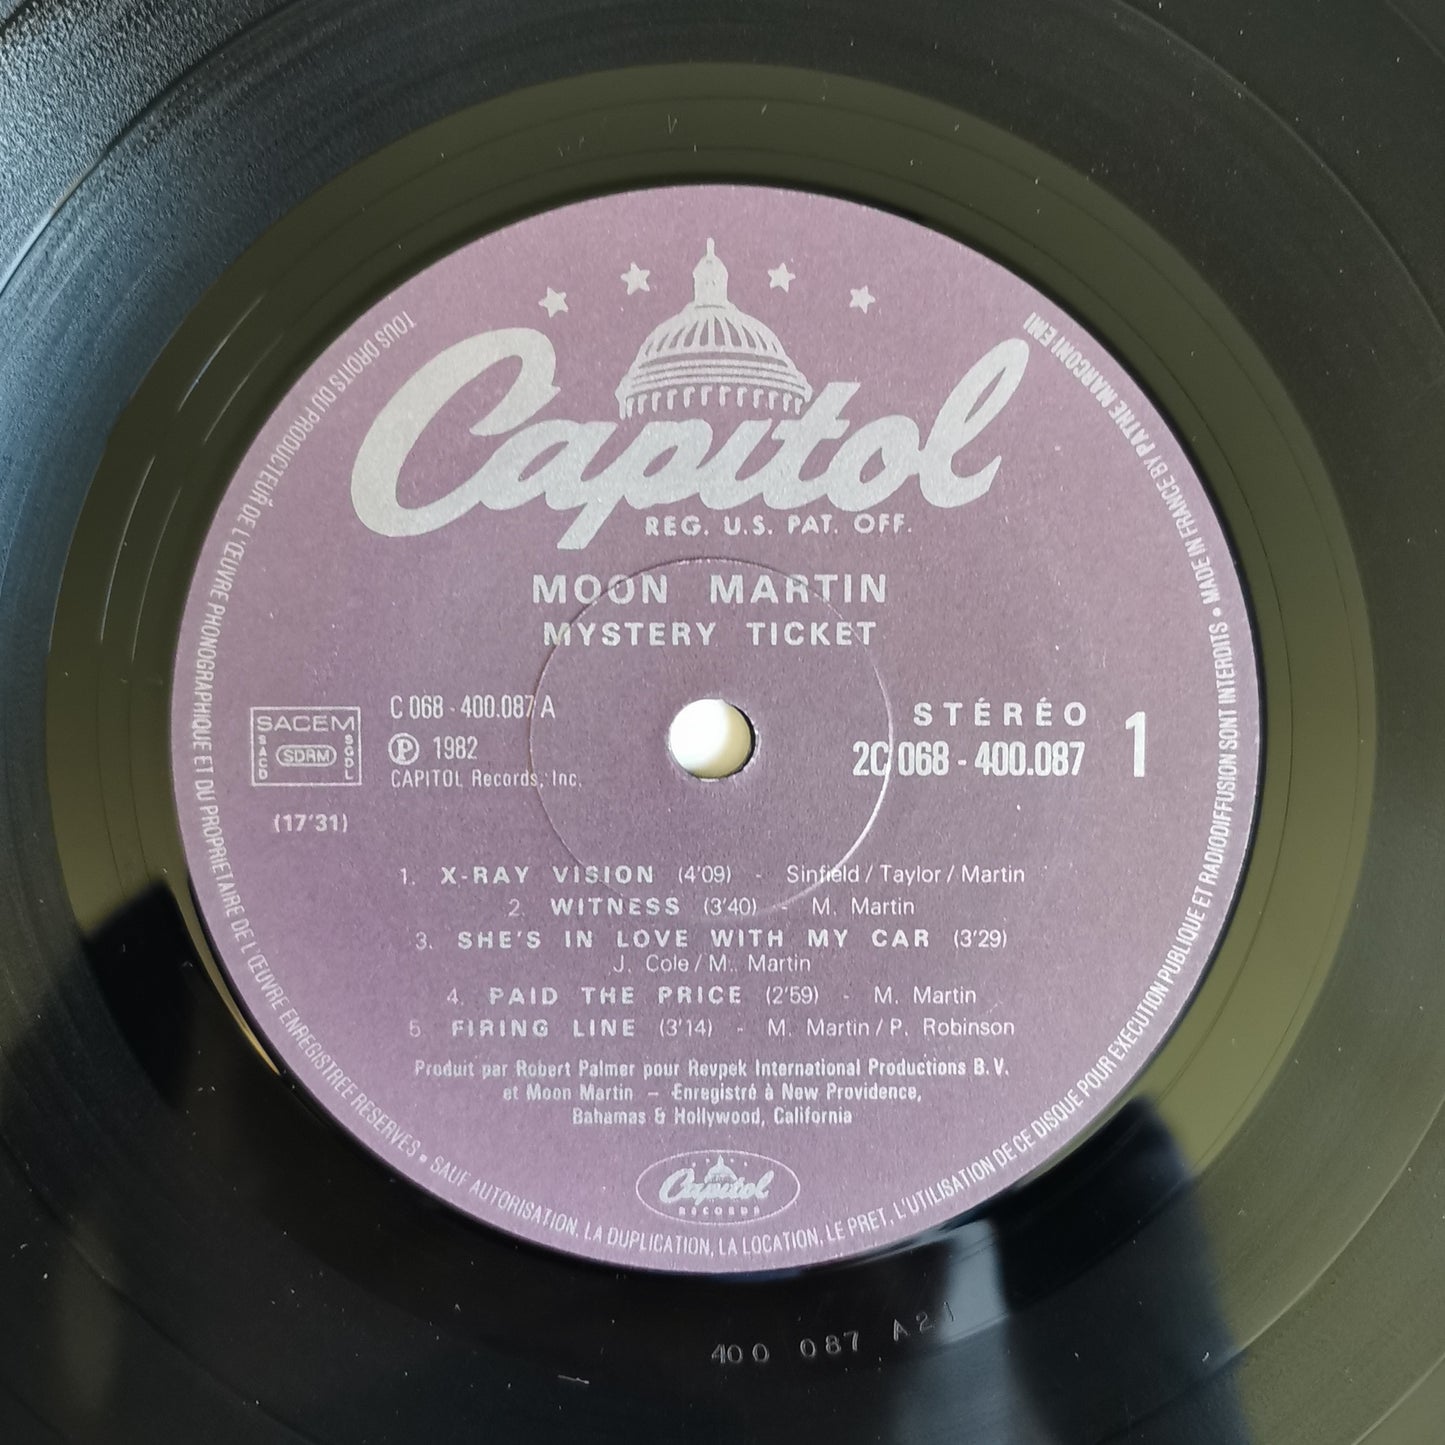 Capitol
REG. U.S. PAT. OFF.
MOON MARTIN
MYSTERY TICKET
C 068 - 400.087 A
℗ 1982
CAPITOL Records, Inc.
SACEM
SACD
SDRM
SGDL
(17'31)
STÉRÉO
2C 068 - 400.087
1
1. X-RAY VISION (4'09) - Sinfield / Taylor / Martin
2. WITNESS (3'40) - M. Martin
3. SHE'S IN LOVE WITH MY CAR (3'29)
J. Cole / M. Martin
4. PAID THE PRICE (2'59) - M. Martin
5. FIRING LINE (3'14) - M. Martin / P. Robinson
Produit par Robert Palmer pour Revpek International Productions B.V.
et Moon Martin — Enregistré à New Providence,
Bahamas & Hollywood, California
Capitol
RECORDS
TOUS DROITS DU PRODUCTEUR DE L'ŒUVRE PHONOGRAPHIQUE ET DU PROPRIETAIRE DE L'ŒUVRE ENREGISTREE RESERVES • SAUF AUTORISATION, LA DUPLICATION, LA LOCATION, LE PRET, L'UTILISATION DE CE DISQUE POUR EXECUTION PUBLIQUE ET RADIODIFFUSION SONT INTERDITS • MADE IN FRANCE BY PATHE MARCONI EMI
400 087 A 21